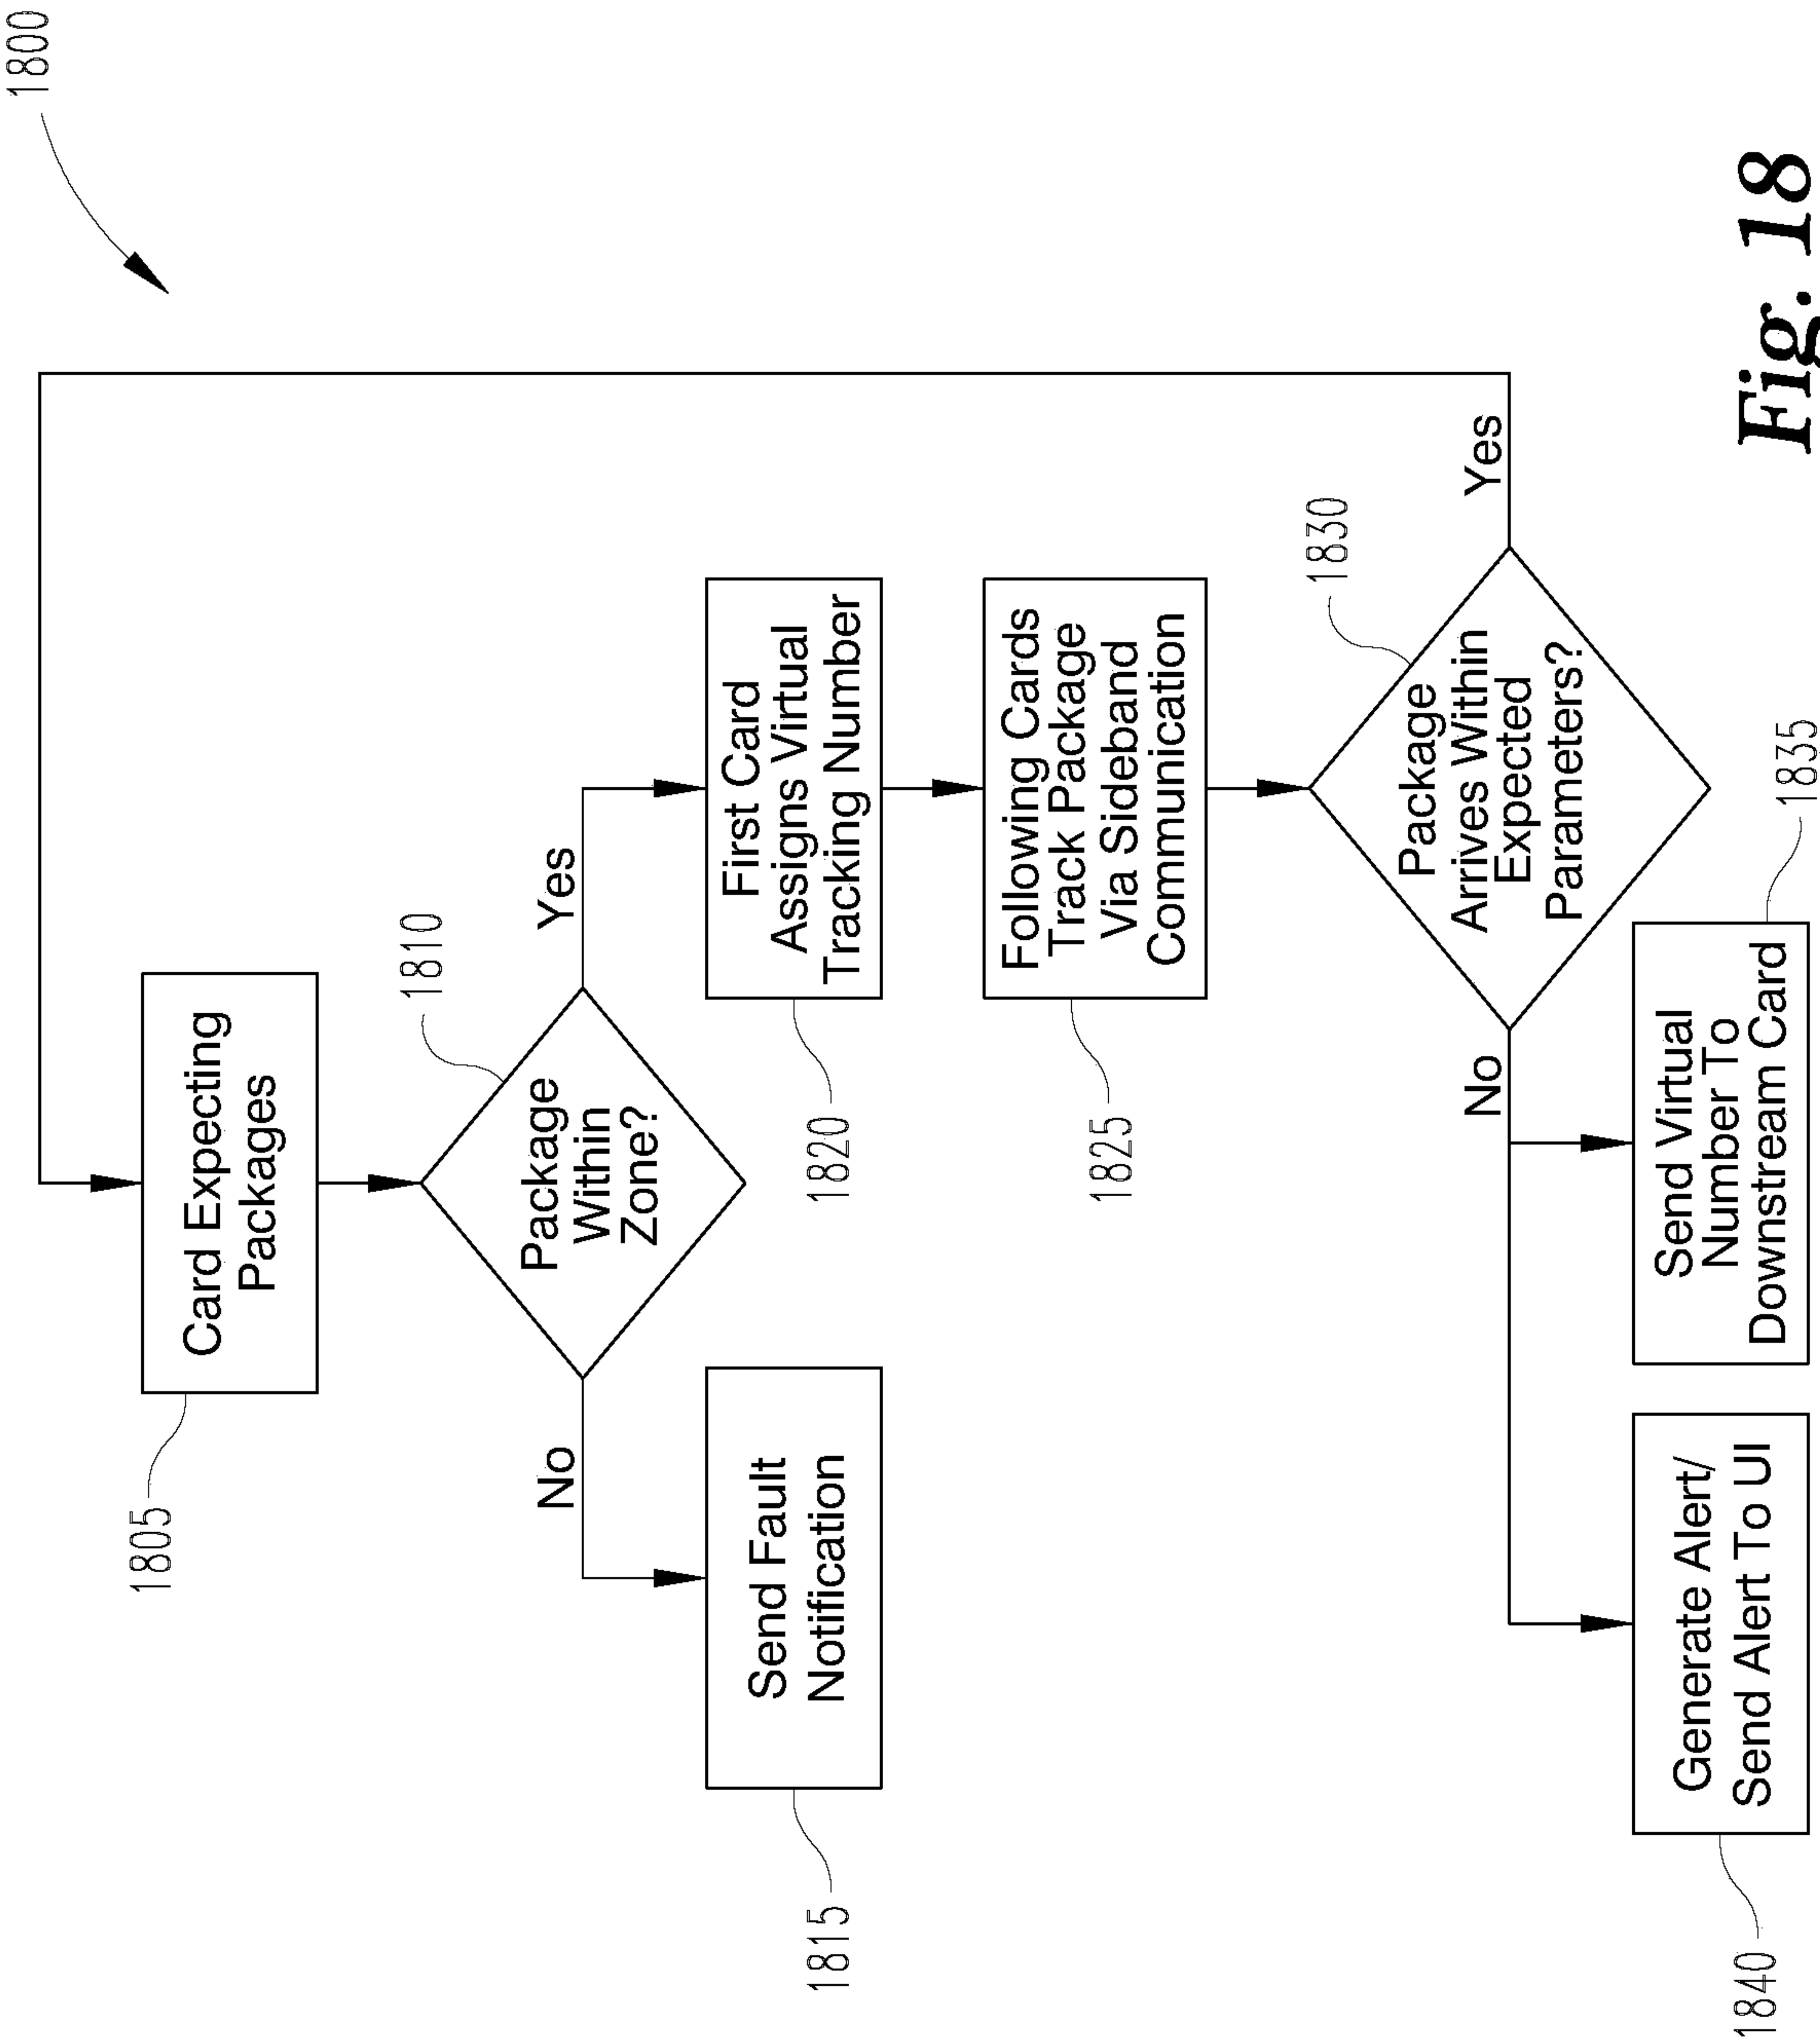 1800
1805
Card Expecting
Packages
1810
Package
Within
Zone?
No
Yes
Send Fault
Notification
1815
First Card
Assigns Virtual
Tracking Number
1820
Following Cards
Track Package
Via Sideband
Communication
1825
1830
Package
Arrives Within
Expected
Parameters?
No
Yes
Generate Alert/
Send Alert To UI
1840
Send Virtual
Number To
Downstream Card
1835
Fig. 18